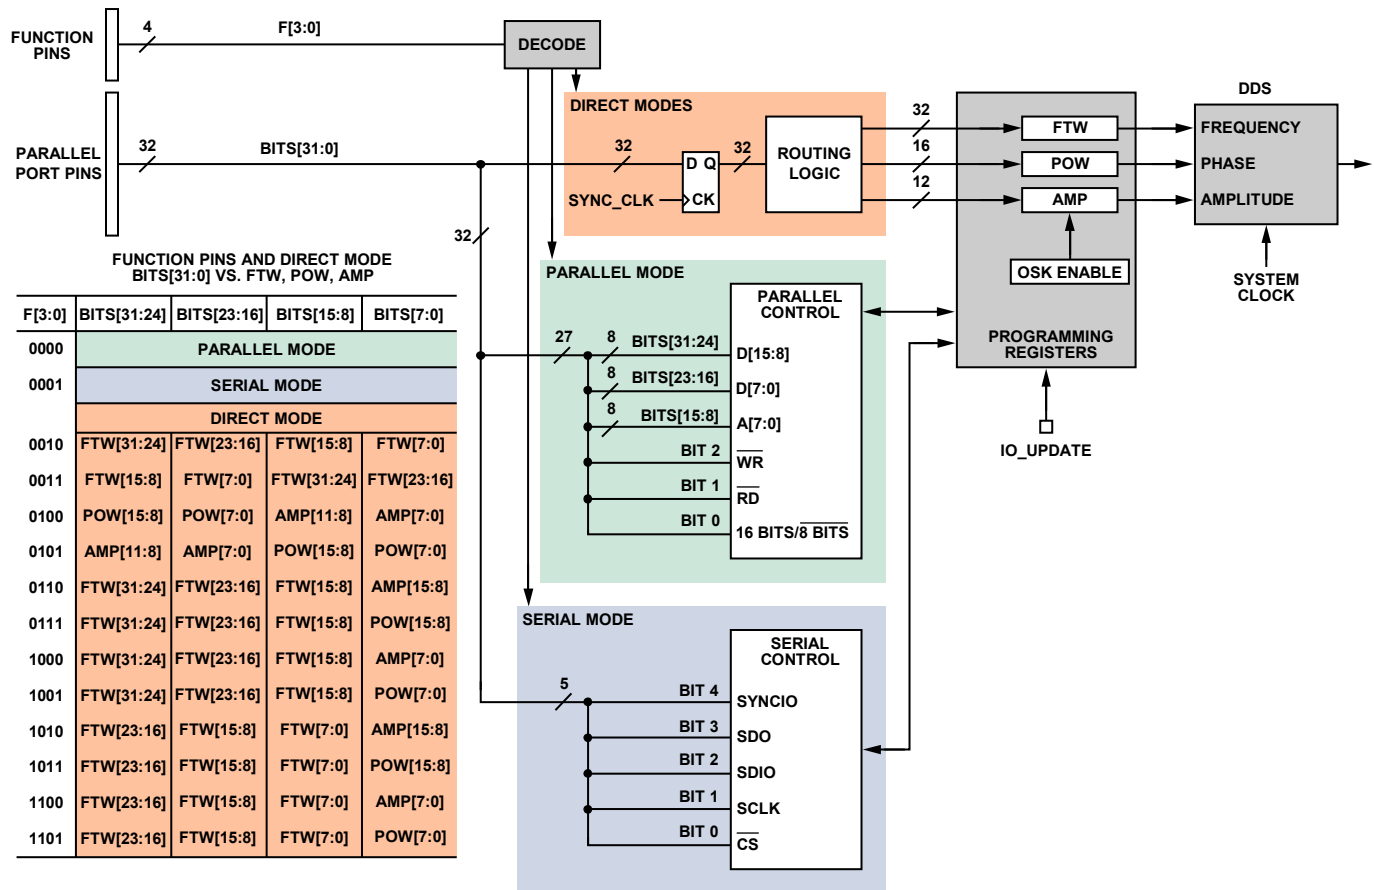 FUNCTION
PINS
4
F[3:0]
DECODE
PARALLEL
PORT PINS
32
BITS[31:0]
32
DIRECT MODES
32
D Q
CK
SYNC_CLK
32
ROUTING
LOGIC
32
16
12
FTW
POW
AMP
OSK ENABLE
PROGRAMMING
REGISTERS
IO_UPDATE
DDS
FREQUENCY
PHASE
AMPLITUDE
SYSTEM
CLOCK
FUNCTION PINS AND DIRECT MODE
BITS[31:0] VS. FTW, POW, AMP
F[3:0] BITS[31:24] BITS[23:16] BITS[15:8] BITS[7:0]
0000 PARALLEL MODE
0001 SERIAL MODE
DIRECT MODE
0010 FTW[31:24] FTW[23:16] FTW[15:8] FTW[7:0]
0011 FTW[15:8] FTW[7:0] FTW[31:24] FTW[23:16]
0100 POW[15:8] POW[7:0] AMP[11:8] AMP[7:0]
0101 AMP[11:8] AMP[7:0] POW[15:8] POW[7:0]
0110 FTW[31:24] FTW[23:16] FTW[15:8] AMP[15:8]
0111 FTW[31:24] FTW[23:16] FTW[15:8] POW[15:8]
1000 FTW[31:24] FTW[23:16] FTW[15:8] AMP[7:0]
1001 FTW[31:24] FTW[23:16] FTW[15:8] POW[7:0]
1010 FTW[23:16] FTW[15:8] FTW[7:0] AMP[15:8]
1011 FTW[23:16] FTW[15:8] FTW[7:0] POW[15:8]
1100 FTW[23:16] FTW[15:8] FTW[7:0] AMP[7:0]
1101 FTW[23:16] FTW[15:8] FTW[7:0] POW[7:0]
PARALLEL MODE
PARALLEL
CONTROL
27
8 BITS[31:24] D[15:8]
8 BITS[23:16] D[7:0]
8 BITS[15:8] A[7:0]
BIT 2 WR
BIT 1 RD
BIT 0 16 BITS/8 BITS
SERIAL MODE
SERIAL
CONTROL
5
BIT 4 SYNCIO
BIT 3 SDO
BIT 2 SDIO
BIT 1 SCLK
BIT 0 CS